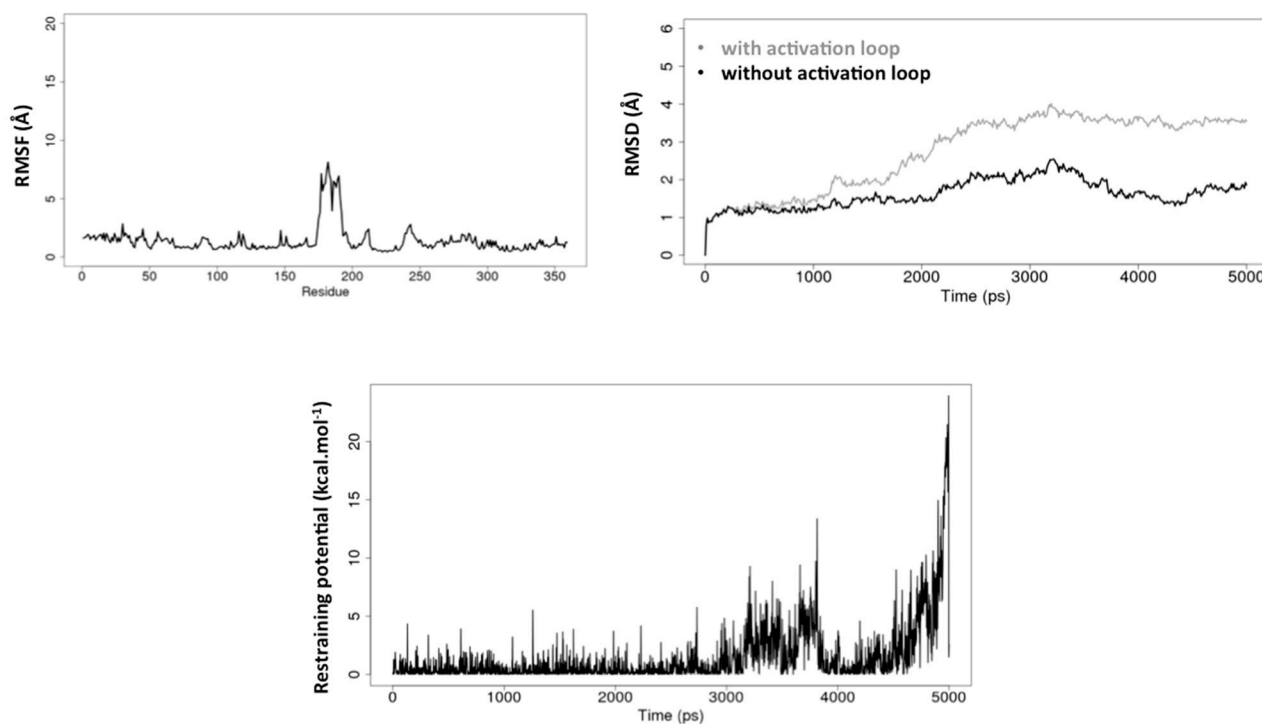 RMSF (Å)
20
15
10
5
0
0 50 100 150 200 250 300 350
Residue
RMSD (Å)
6
5
4
3
2
1
0
• with activation loop
• without activation loop
0 1000 2000 3000 4000 5000
Time (ps)
Restraining potential (kcal.mol⁻¹)
20
15
10
5
0
0 1000 2000 3000 4000 5000
Time (ps)